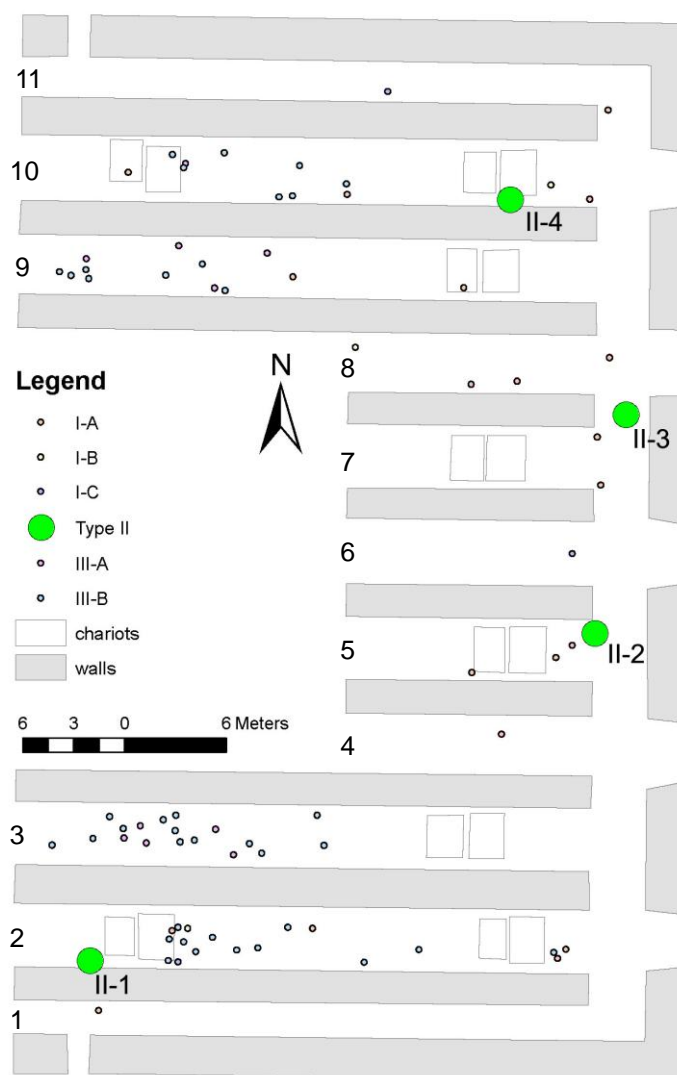 11
10
II-4
9
N
8
Legend
I-A
II-3
I-B
7
I-C
Type II
6
III-A
III-B
chariots
II-2
5
walls
6 3 0 6 Meters
4
3
2
II-1
1